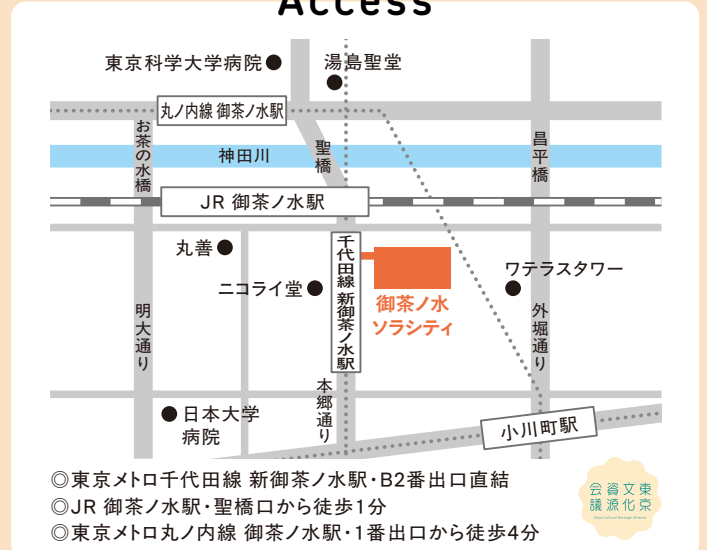 Access
東京科学大学病院
湯島聖堂
丸ノ内線 御茶ノ水駅
お茶の水橋
神田川
聖橋
昌平橋
JR 御茶ノ水駅
丸善
千代田線 新御茶ノ水駅
ニコライ堂
ワテラスタワー
御茶ノ水
ソラシティ
明大通り
外堀通り
本郷通り
日本大学
病院
小川町駅
◎東京メトロ千代田線 新御茶ノ水駅・B2番出口直結
◎JR 御茶ノ水駅・聖橋口から徒歩1分
◎東京メトロ丸ノ内線 御茶ノ水駅・1番出口から徒歩4分
東京
文化
資源
会議
Tokyo Cultural Heritage Alliance